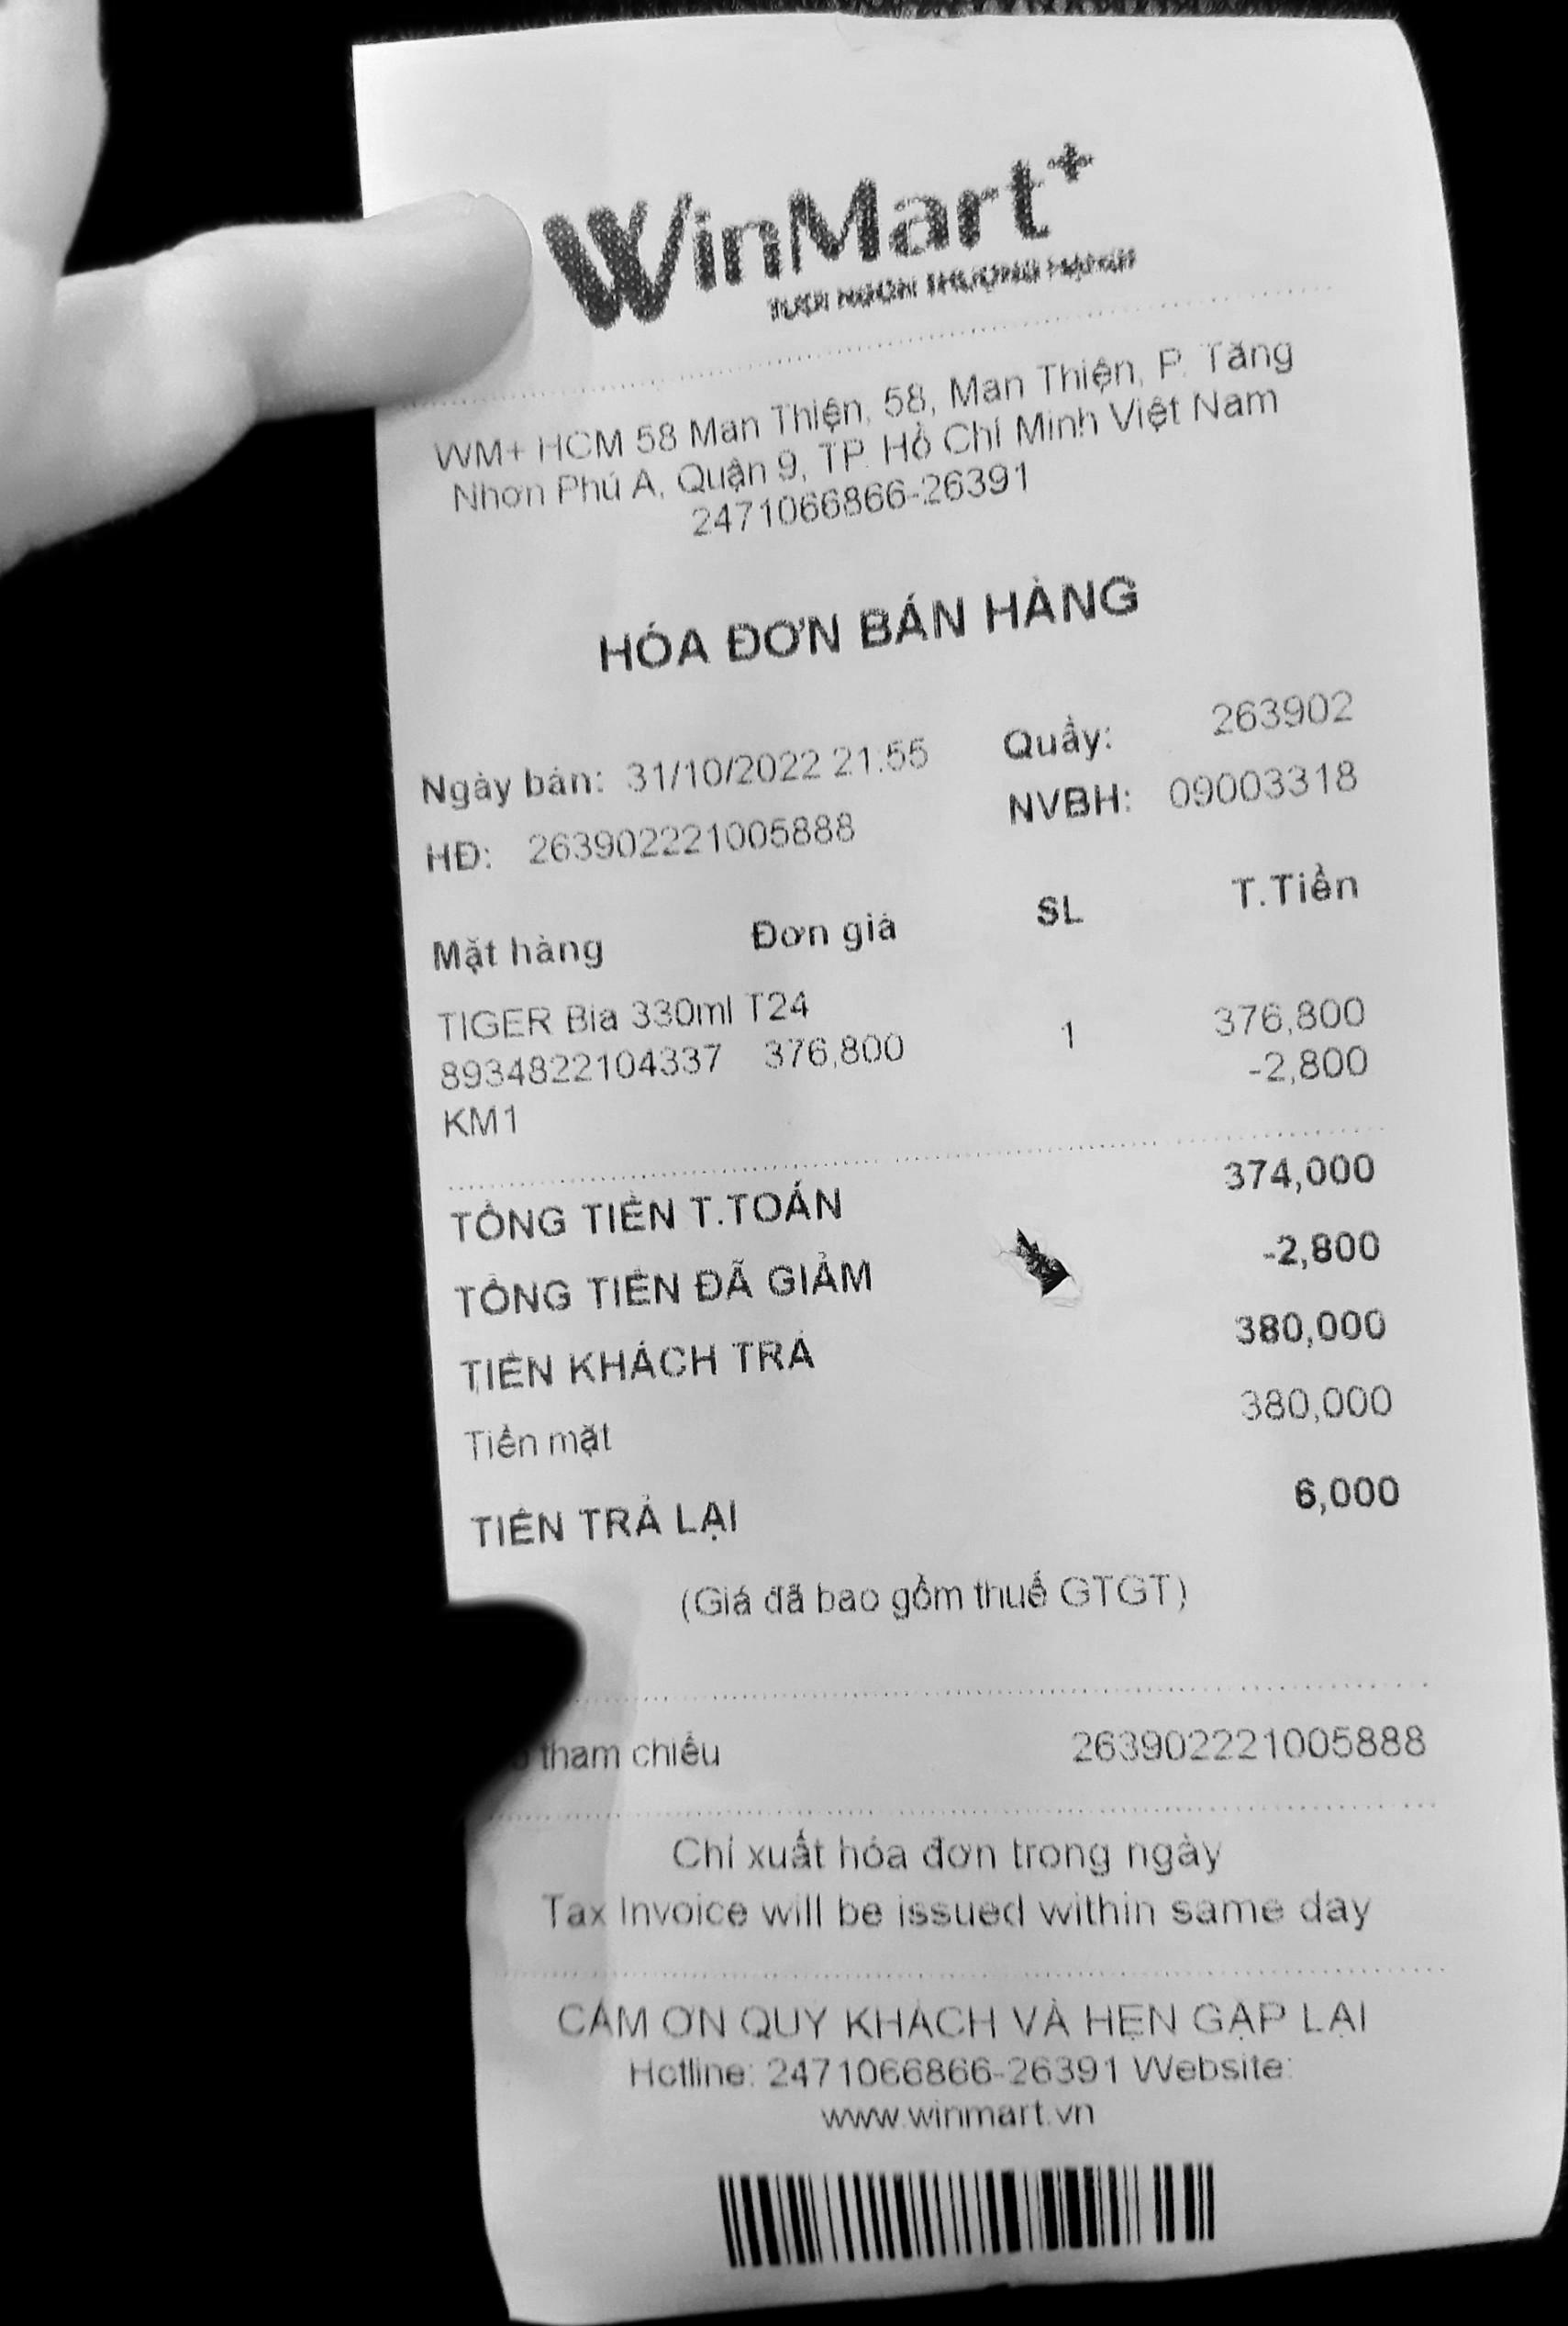 WinMart+
TƯƠI NGON THƯỢNG HẠNG
WM+ HCM 58 Man Thiện, 58, Man Thiện, P. Tăng
Nhơn Phú A, Quận 9, TP. Hồ Chí Minh Việt Nam
2471066866-26391
HÓA ĐƠN BÁN HÀNG
Ngày bán: 31/10/2022 21:55 Quầy: 263902
HĐ: 263902221005888 NVBH: 09003318
Mặt hàng Đơn giá SL T.Tiền
TIGER Bia 330ml T24
8934822104337 376,800 1 376,800
KM1 -2,800
TỔNG TIỀN T.TOÁN 374,000
TỔNG TIỀN ĐÃ GIẢM -2,800
TIỀN KHÁCH TRẢ 380,000
Tiền mặt 380,000
TIỀN TRẢ LẠI 6,000
(Giá đã bao gồm thuế GTGT)
tham chiếu 263902221005888
Chỉ xuất hóa đơn trong ngày
Tax Invoice will be issued within same day
CẢM ƠN QUÝ KHÁCH VÀ HẸN GẶP LẠI
Hotline: 2471066866-26391 Website:
www.winmart.vn